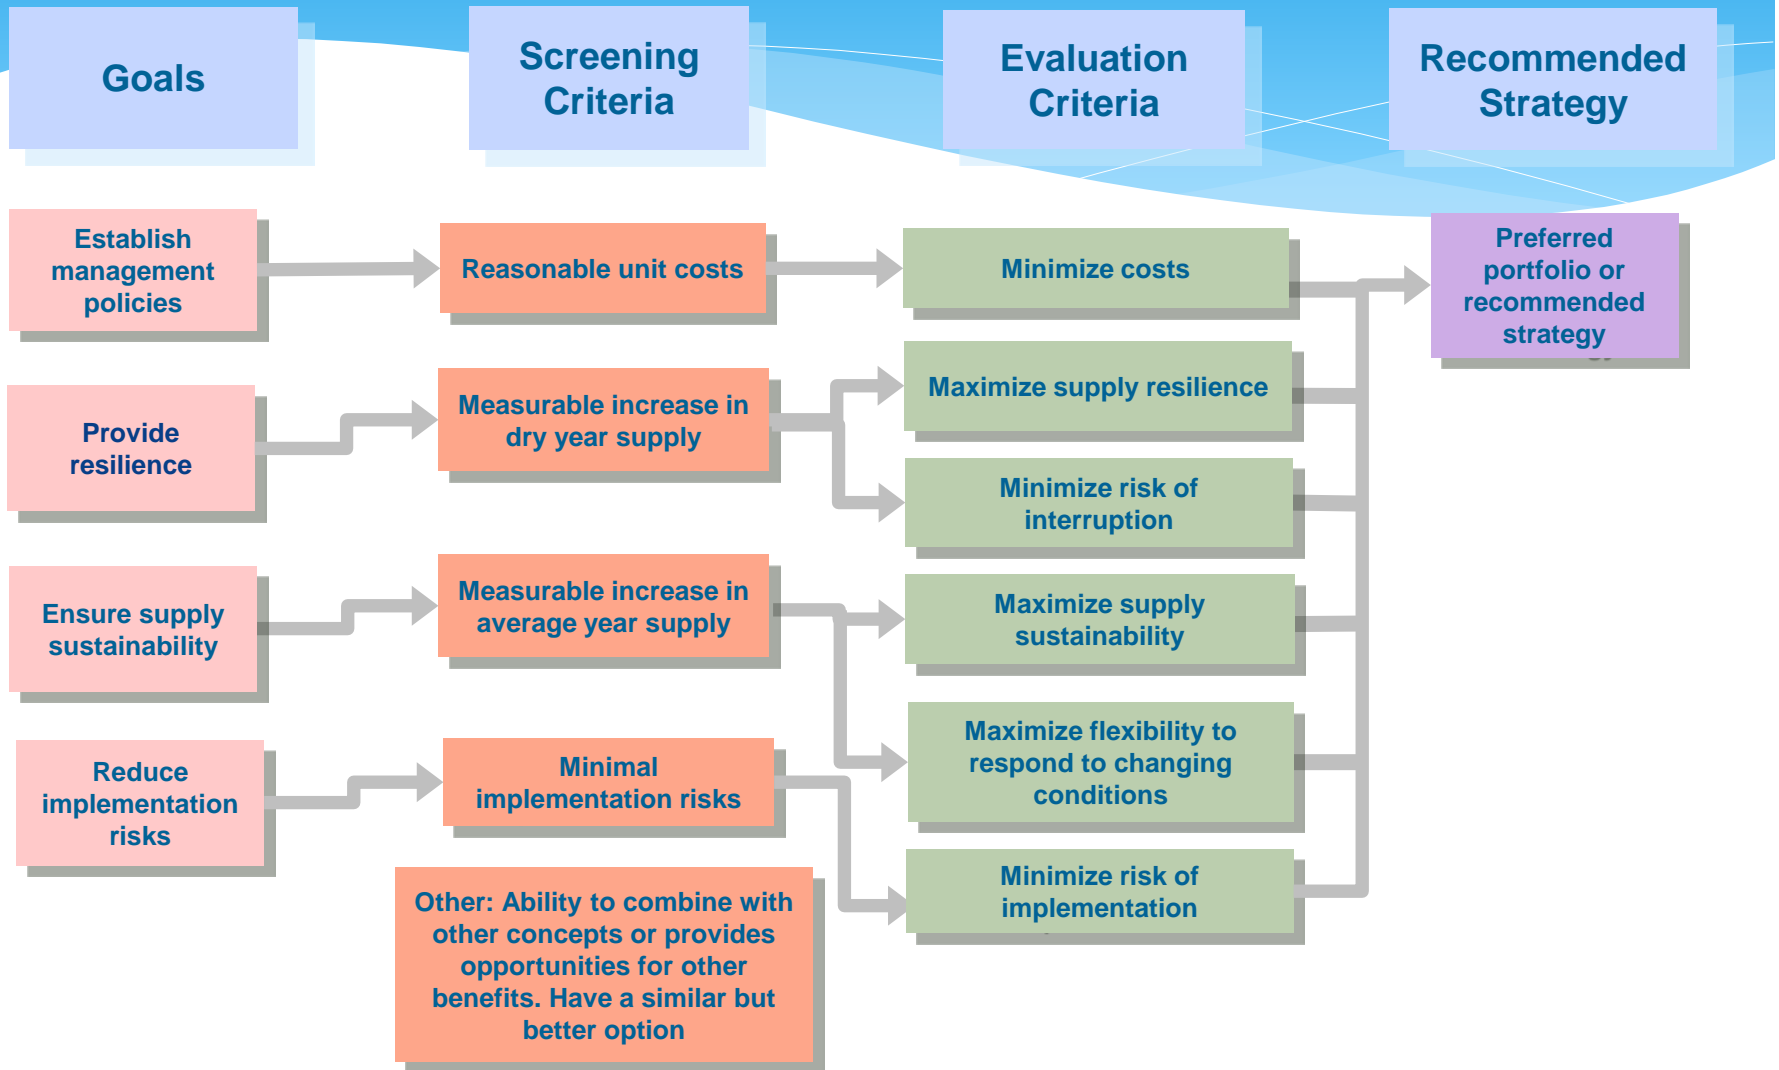 Goals
Screening
Criteria
Evaluation
Criteria
Recommended
Strategy
Establish
management
policies
Reasonable unit costs
Minimize costs
Preferred
portfolio or
recommended
strategy
Provide
resilience
Measurable increase in
dry year supply
Maximize supply resilience
Minimize risk of
interruption
Ensure supply
sustainability
Measurable increase in
average year supply
Maximize supply
sustainability
Maximize flexibility to
respond to changing
conditions
Reduce
implementation
risks
Minimal
implementation risks
Minimize risk of
implementation
Other: Ability to combine with
other concepts or provides
opportunities for other
benefits. Have a similar but
better option